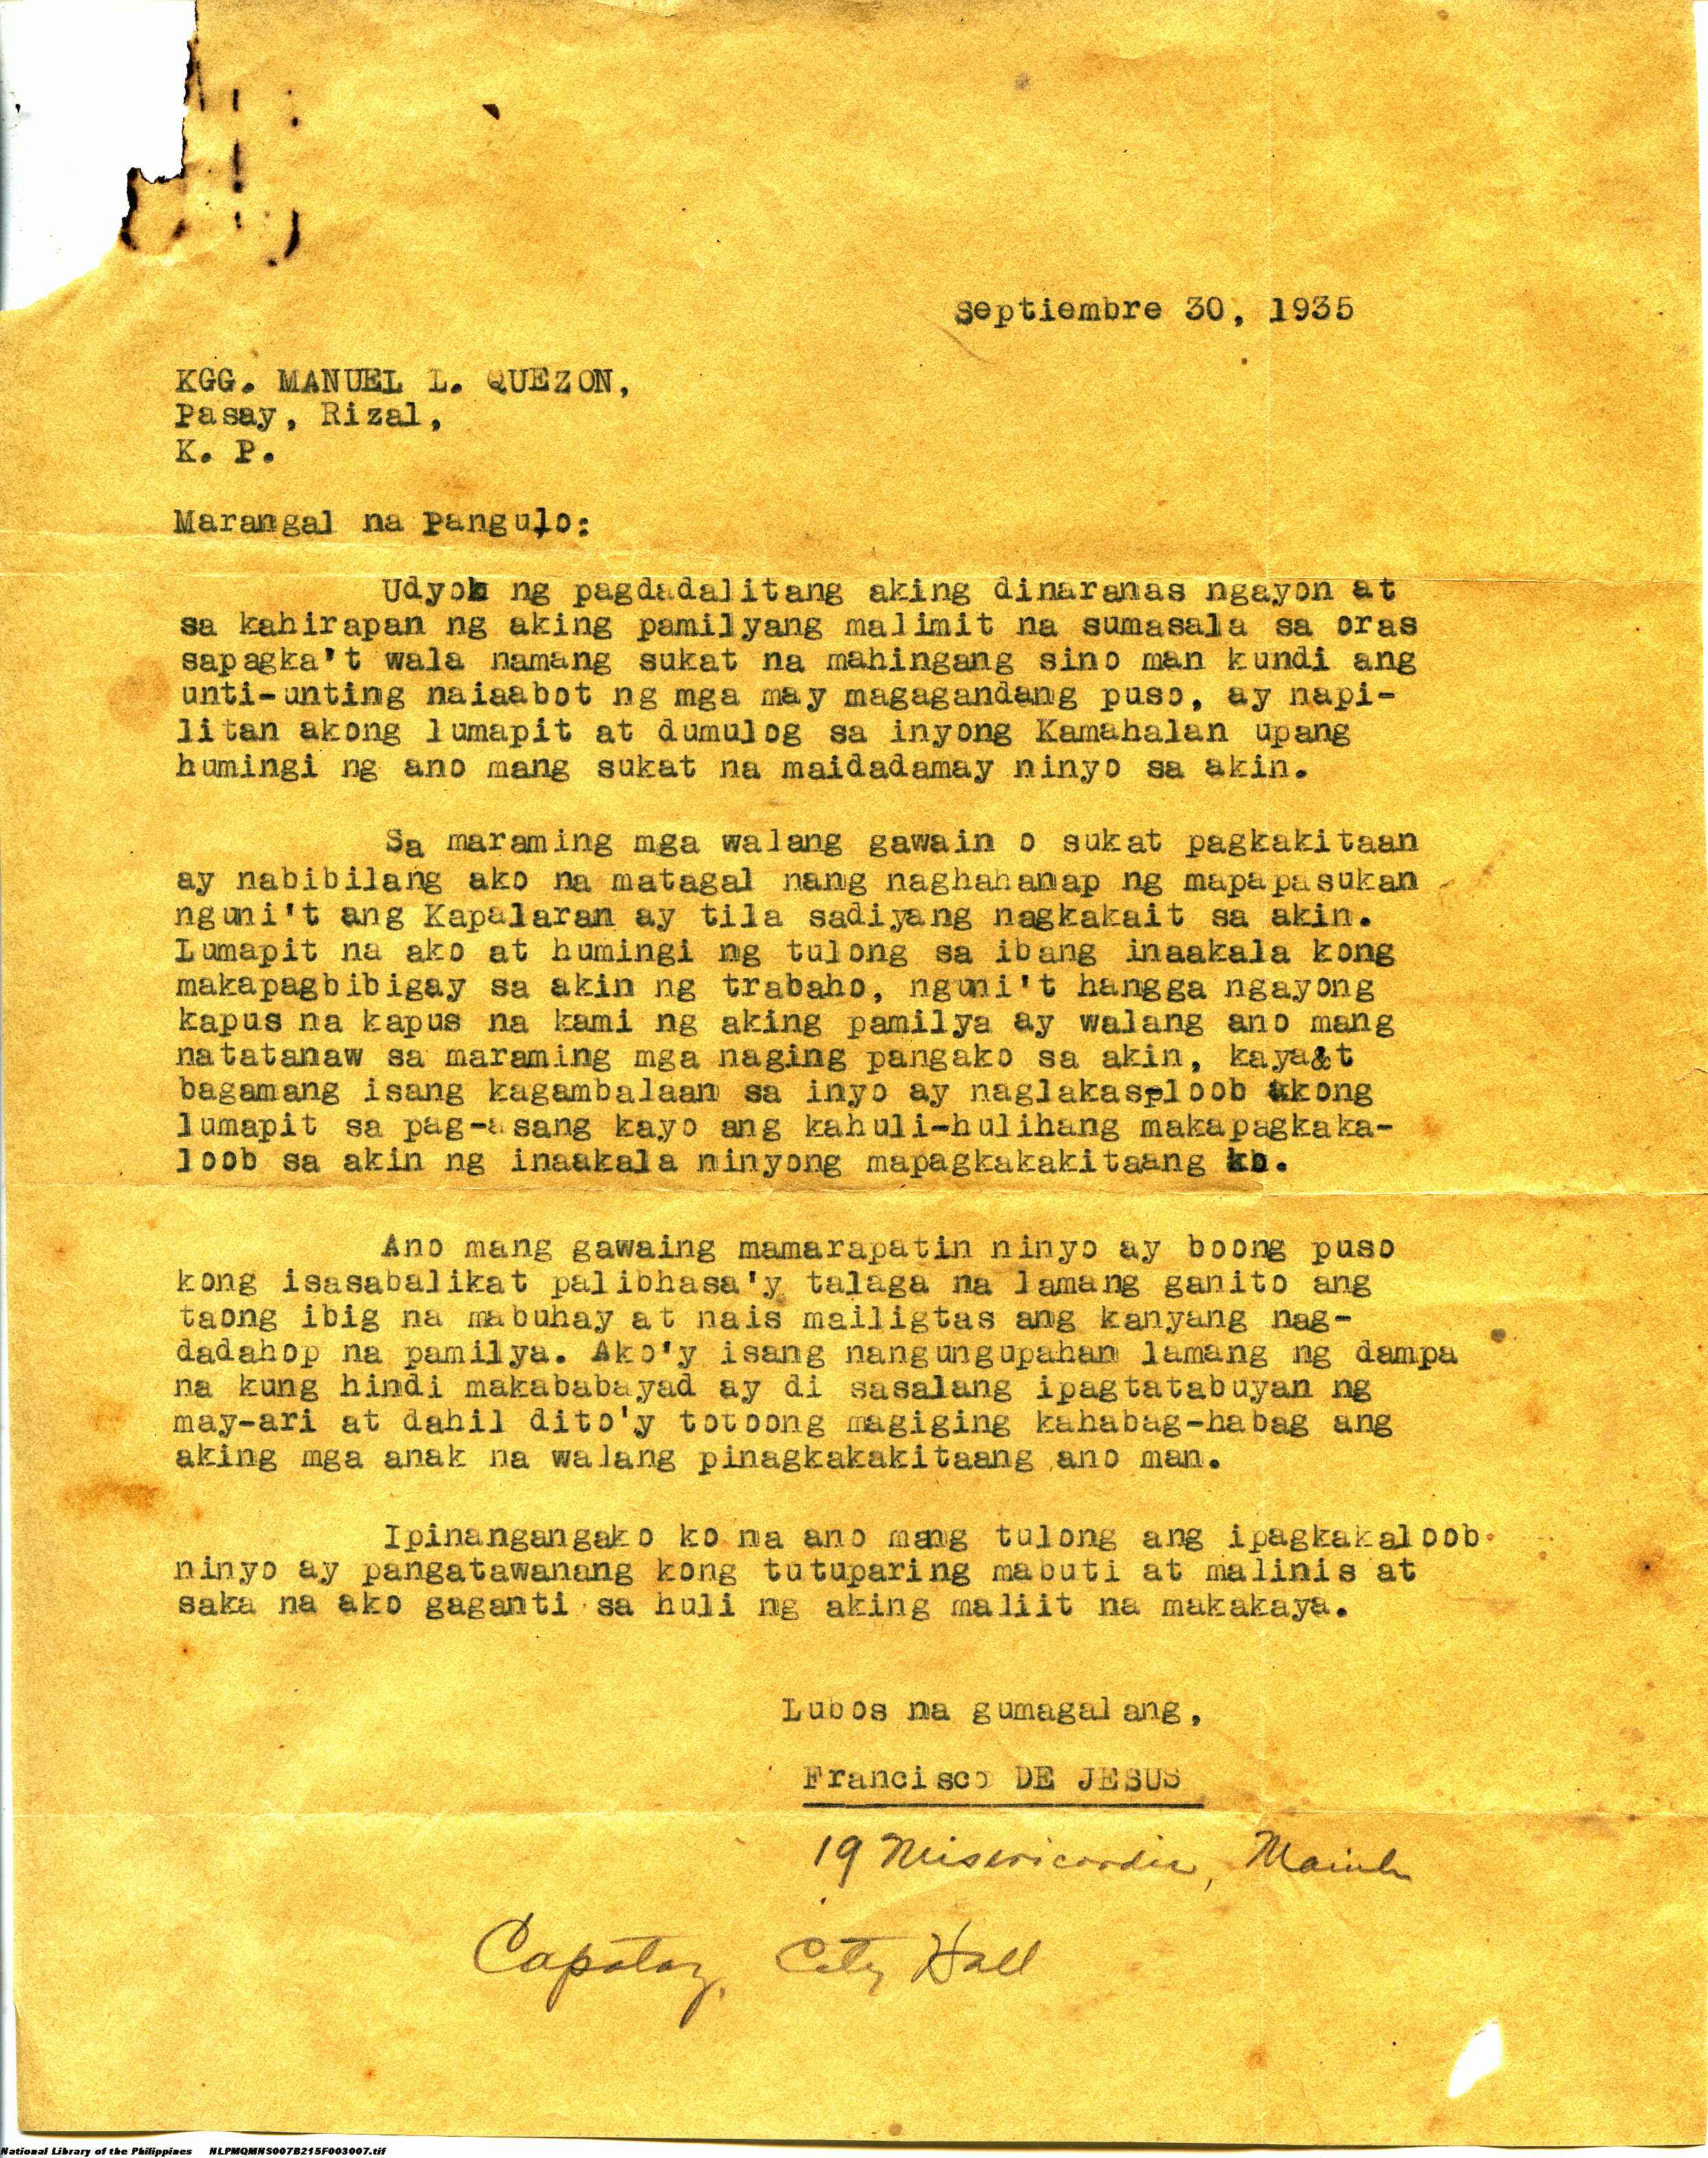 Septiembre 30, 1935
KGG. MANUEL L. QUEZON,
Pasay, Rizal,
K. P.
Marangal na Pangulo:
Udyok ng pagdadalitang aking dinaranas ngayon at
sa kahirapan ng aking pamilyang malimit na sumasala sa oras
sapagka't wala namang sukat na mahingang sino man kundi ang
unti-unting naiaabot ng mga may magagandang puso, ay napi-
litan akong lumapit at dumulog sa inyong Kamahalan upang
humingi ng ano mang sukat na maidadamay ninyo sa akin.
Sa maraming mga walang gawain o sukat pagkakitaan
ay nabibilang ako na matagal nang naghahanap ng mapapasukan
nguni't ang Kapalaran ay tila sadiyang nagkakait sa akin.
Lumapit na ako at humingi ng tulong sa ibang inaakala kong
makapagbibigay sa akin ng trabaho, nguni't hangga ngayong
kapus na kapus na kami ng aking pamilya ay walang ano mang
natatanaw sa maraming mga naging pangako sa akin, kaya&t
bagamang isang kagambalaan sa inyo ay naglakas-loob akong
lumapit sa pag-asang kayo ang kahuli-hulihang makapagkaka-
loob sa akin ng inaakala ninyong mapagkakakitaang ko.
Ano mang gawaing mamarapatin ninyo ay boong puso
kong isasabalikat palibhasa'y talaga na lamang ganito ang
taong ibig na mabuhay at nais mailigtas ang kanyang nag-
dadahop na pamilya. Ako'y isang nangungupahan lamang ng dampa
na kung hindi makababayad ay di sasalang ipagtatabuyan ng
may-ari at dahil dito'y totoong magiging kahabag-habag ang
aking mga anak na walang pinagkakakitaang ano man.
Ipinangangako ko na ano mang tulong ang ipagkakaloob
ninyo ay pangatawanang kong tutuparing mabuti at malinis at
saka na ako gaganti sa huli ng aking maliit na makakaya.
Lubos na gumagalang,
Francisco DE JESUS
19 Misericordia,
City Hall
National Library of the Philippines NLPMQMNS007B215F003007.tif